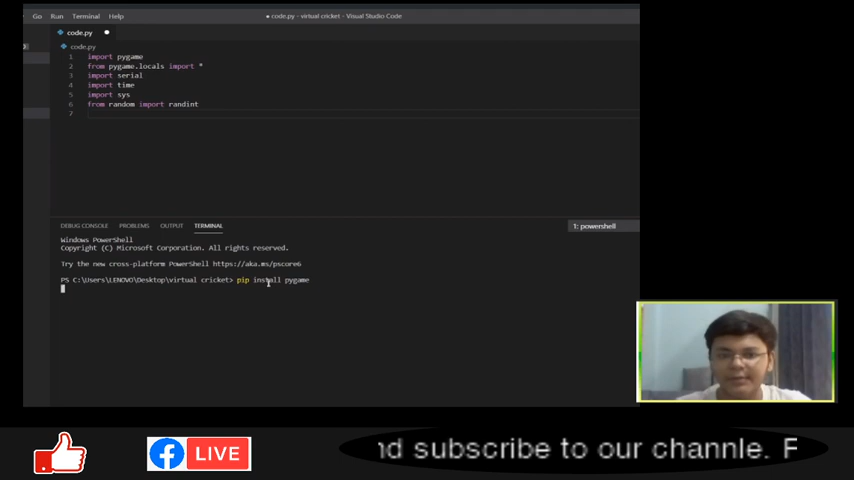 Go Run Terminal Help
● code.py - virtual cricket - Visual Studio Code
code.py ●
code.py
1 import pygame
2 from pygame.locals import *
3 import serial
4 import time
5 import sys
6 from random import randint
7
DEBUG CONSOLE PROBLEMS OUTPUT TERMINAL
1: powershell
Windows PowerShell
Copyright (C) Microsoft Corporation. All rights reserved.
Try the new cross-platform PowerShell https://aka.ms/pscore6
PS C:\Users\LENOVO\Desktop\virtual cricket> pip install pygame
LIVE
nd subscribe to our channle. F